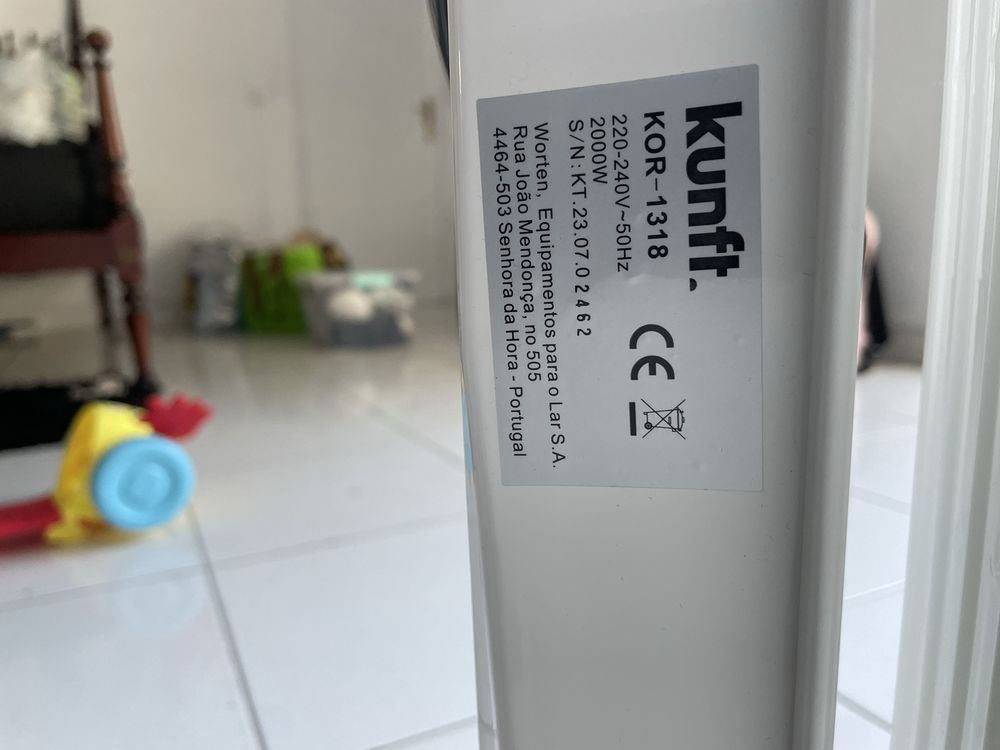 kunft.
KOR-1318
220-240V~50Hz
2000W
S/N:KT.23.07.02462
CE
Worten, Equipamentos para o Lar S.A.
Rua João Mendonça, no 505
4464-503 Senhora da Hora - Portugal